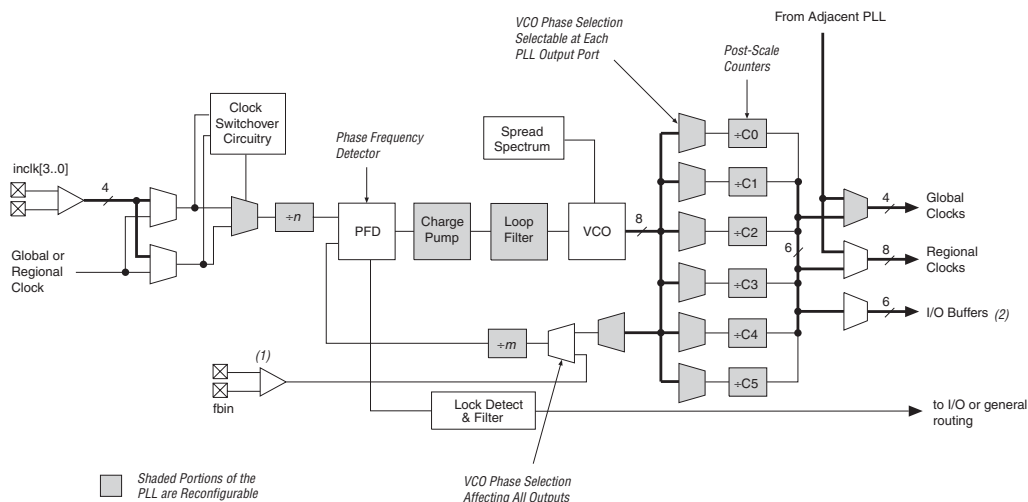 From Adjacent PLL
VCO Phase Selection
Selectable at Each
PLL Output Port
Post-Scale
Counters
Clock
Switchover
Circuitry
Phase Frequency
Detector
Spread
Spectrum
÷C0
inclk[3..0]
4
÷C1
4
Global
Clocks
÷n
PFD
Charge
Pump
Loop
Filter
VCO
8
÷C2
6
8
Regional
Clocks
Global or
Regional
Clock
÷C3
6
I/O Buffers (2)
÷m
÷C4
(1)
fbin
÷C5
Lock Detect
& Filter
to I/O or general
routing
Shaded Portions of the
PLL are Reconfigurable
VCO Phase Selection
Affecting All Outputs